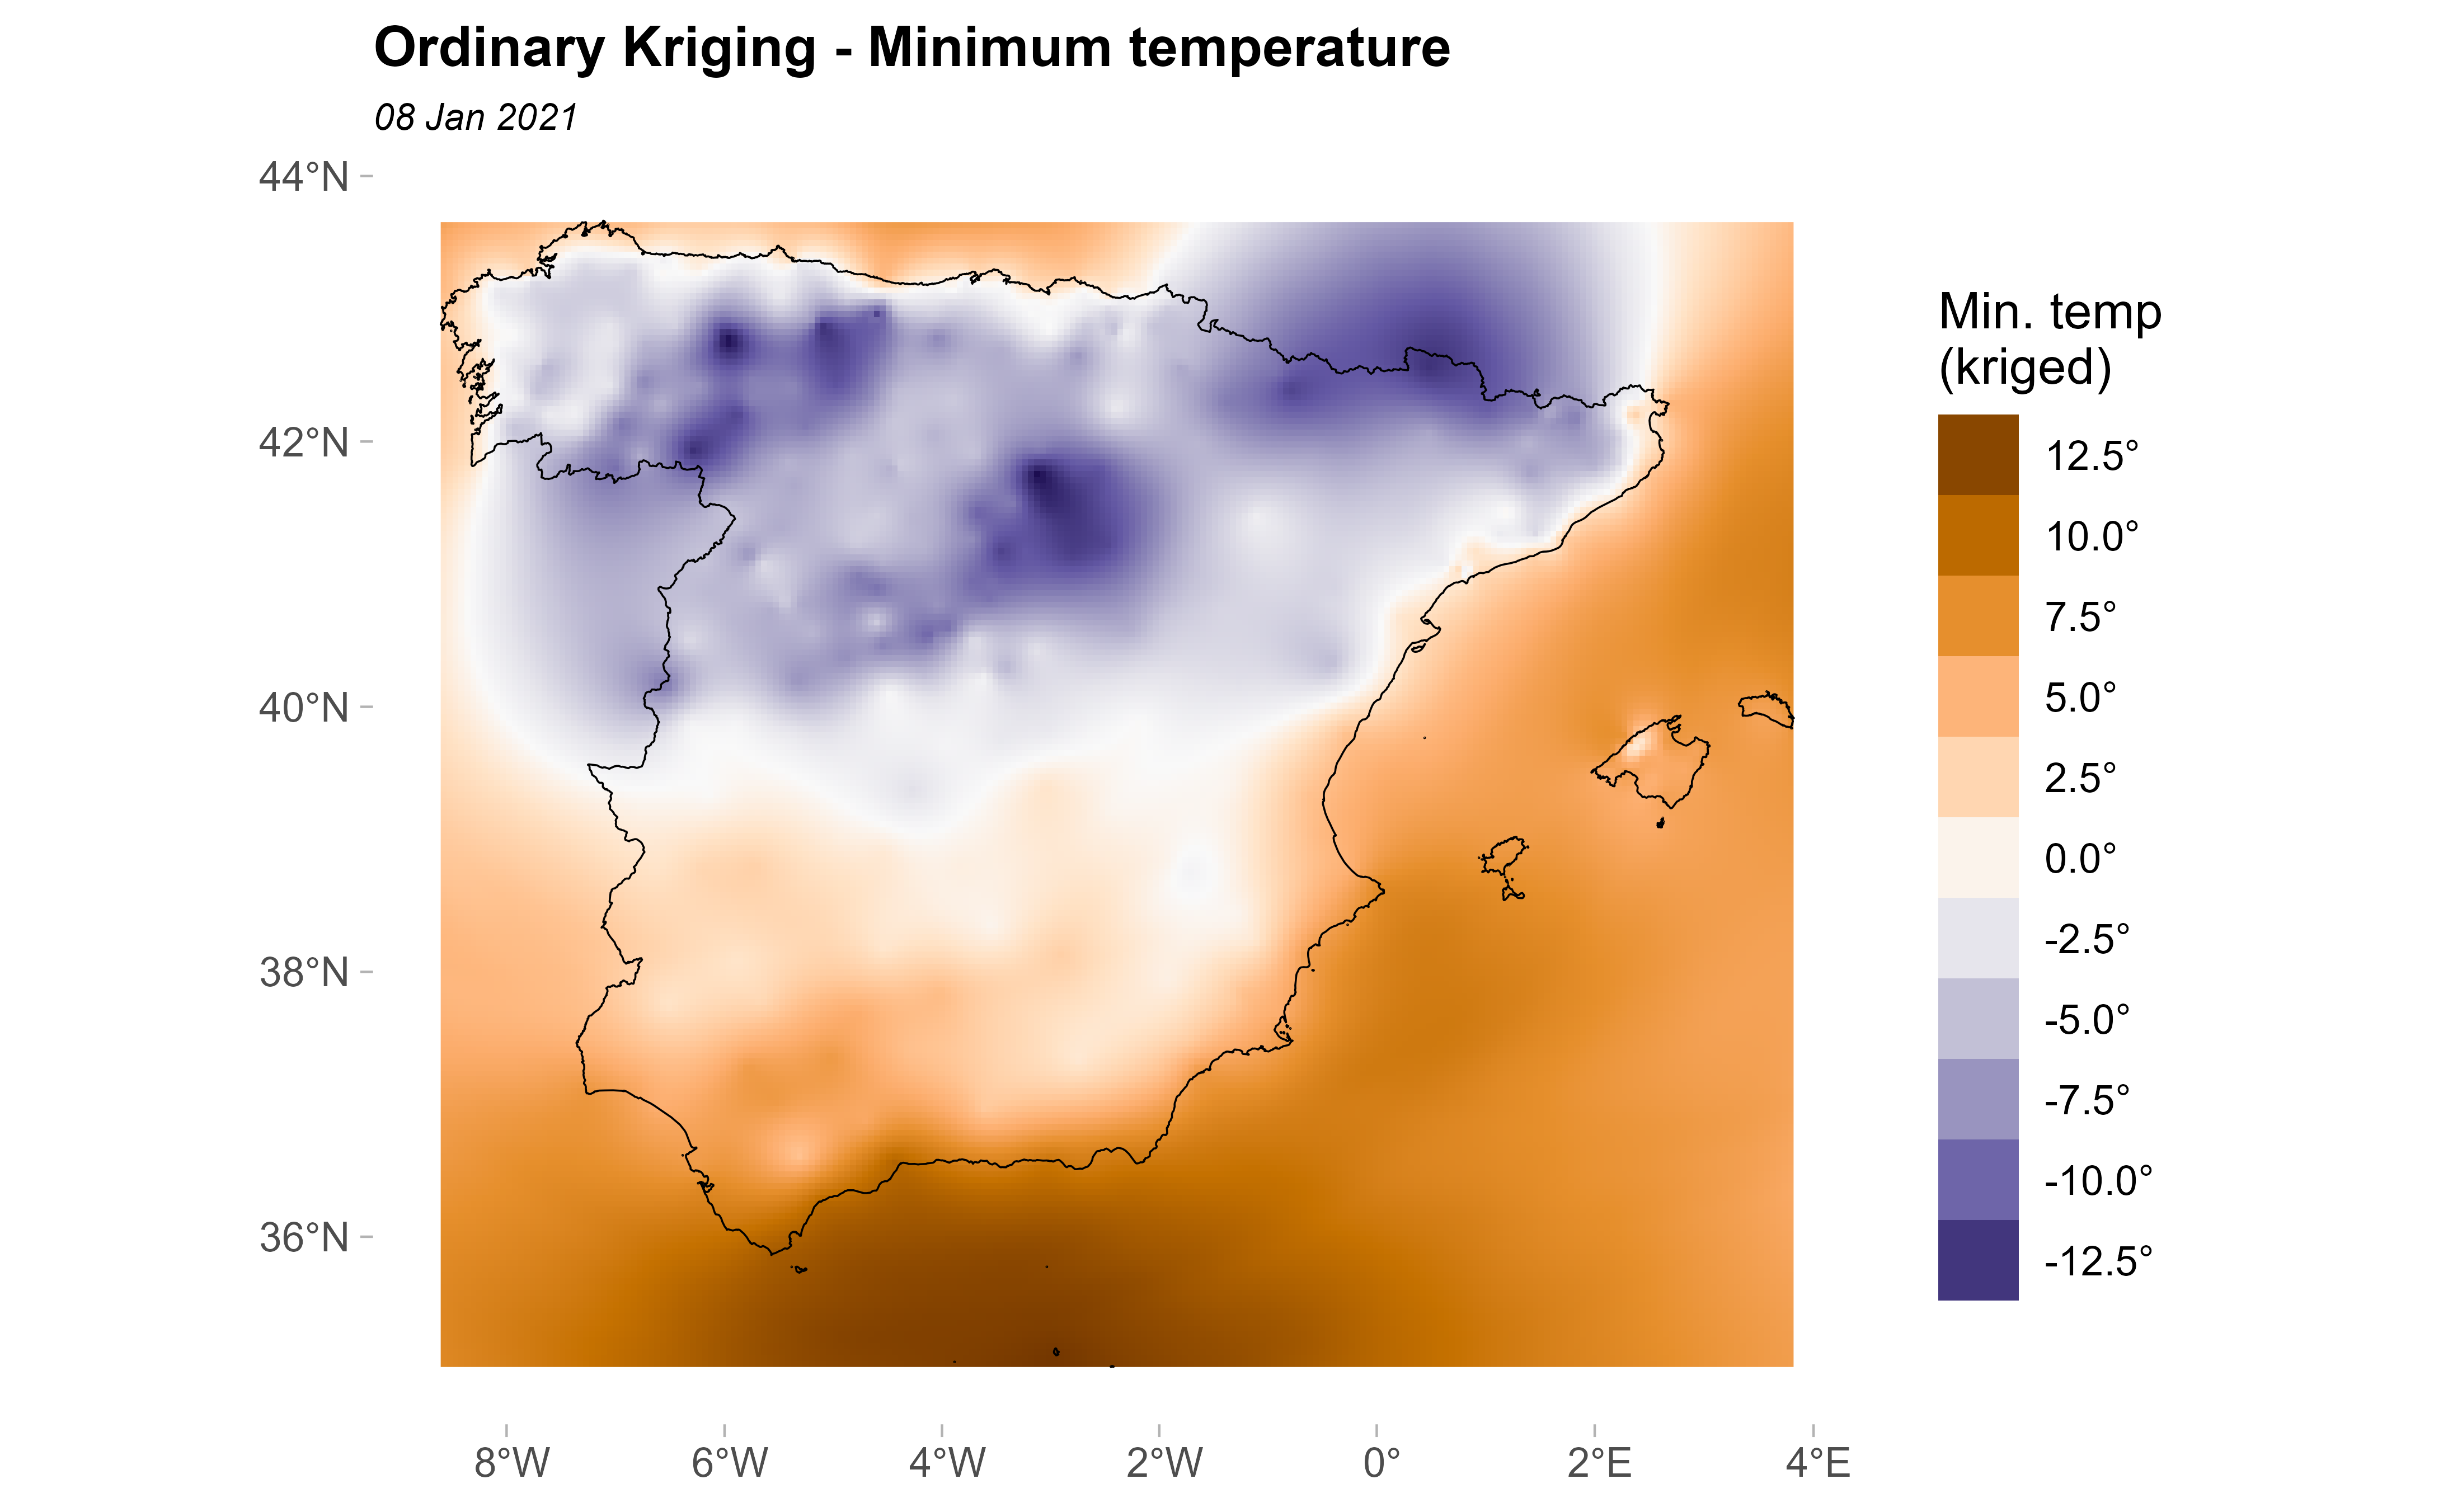 Ordinary Kriging - Minimum temperature
08 Jan 2021
44°N
42°N
40°N
38°N
36°N
8°W 6°W 4°W 2°W 0° 2°E 4°E
Min. temp
(kriged)
12.5°
10.0°
7.5°
5.0°
2.5°
0.0°
-2.5°
-5.0°
-7.5°
-10.0°
-12.5°